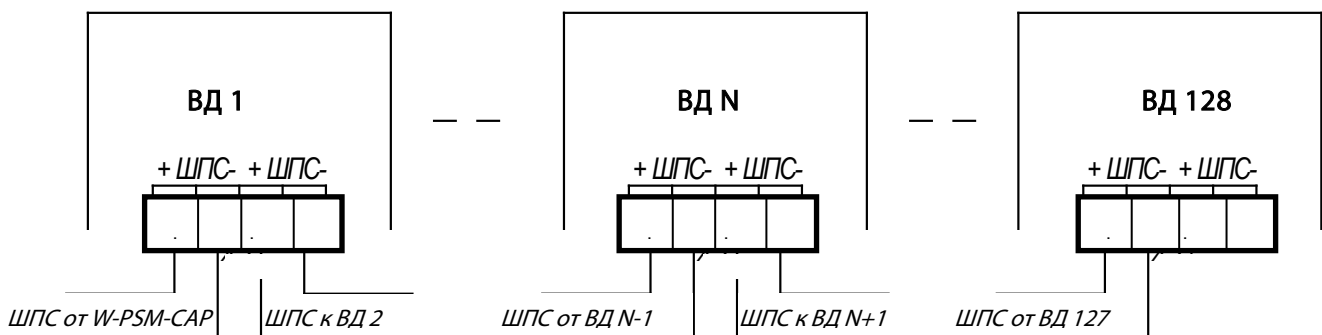 ВД 1 ВД N ВД 128
+ ШПС- + ШПС- + ШПС- + ШПС- + ШПС- + ШПС-
ШПС от W-PSM-CAP ШПС к ВД 2 ШПС от ВД N-1 ШПС к ВД N+1 ШПС от ВД 127